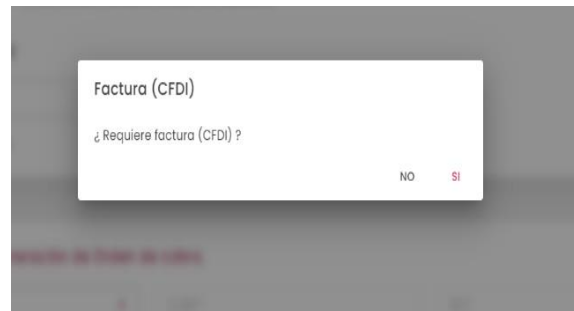 Factura (CFDI)
¿ Requiere factura (CFDI) ?
NO SI